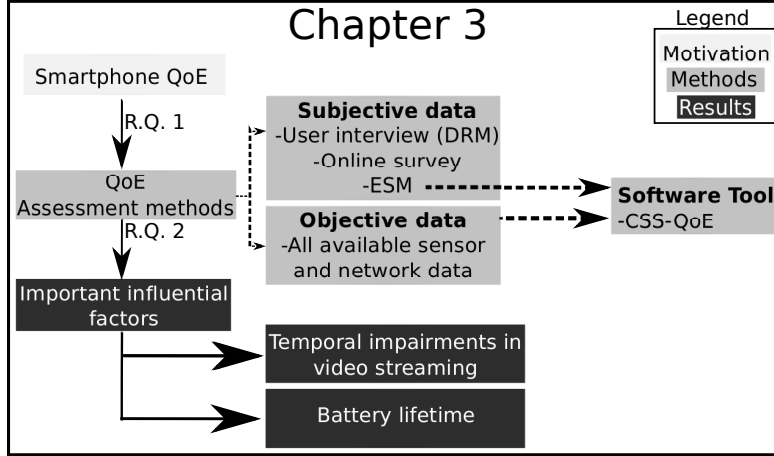 Chapter 3
Legend
Motivation
Methods
Results
Smartphone QoE
R.Q. 1
QoE
Assessment methods
R.Q. 2
Important influential
factors
Subjective data
-User interview (DRM)
-Online survey
-ESM
Objective data
-All available sensor
and network data
Software Tool
-CSS-QoE
Temporal impairments in
video streaming
Battery lifetime